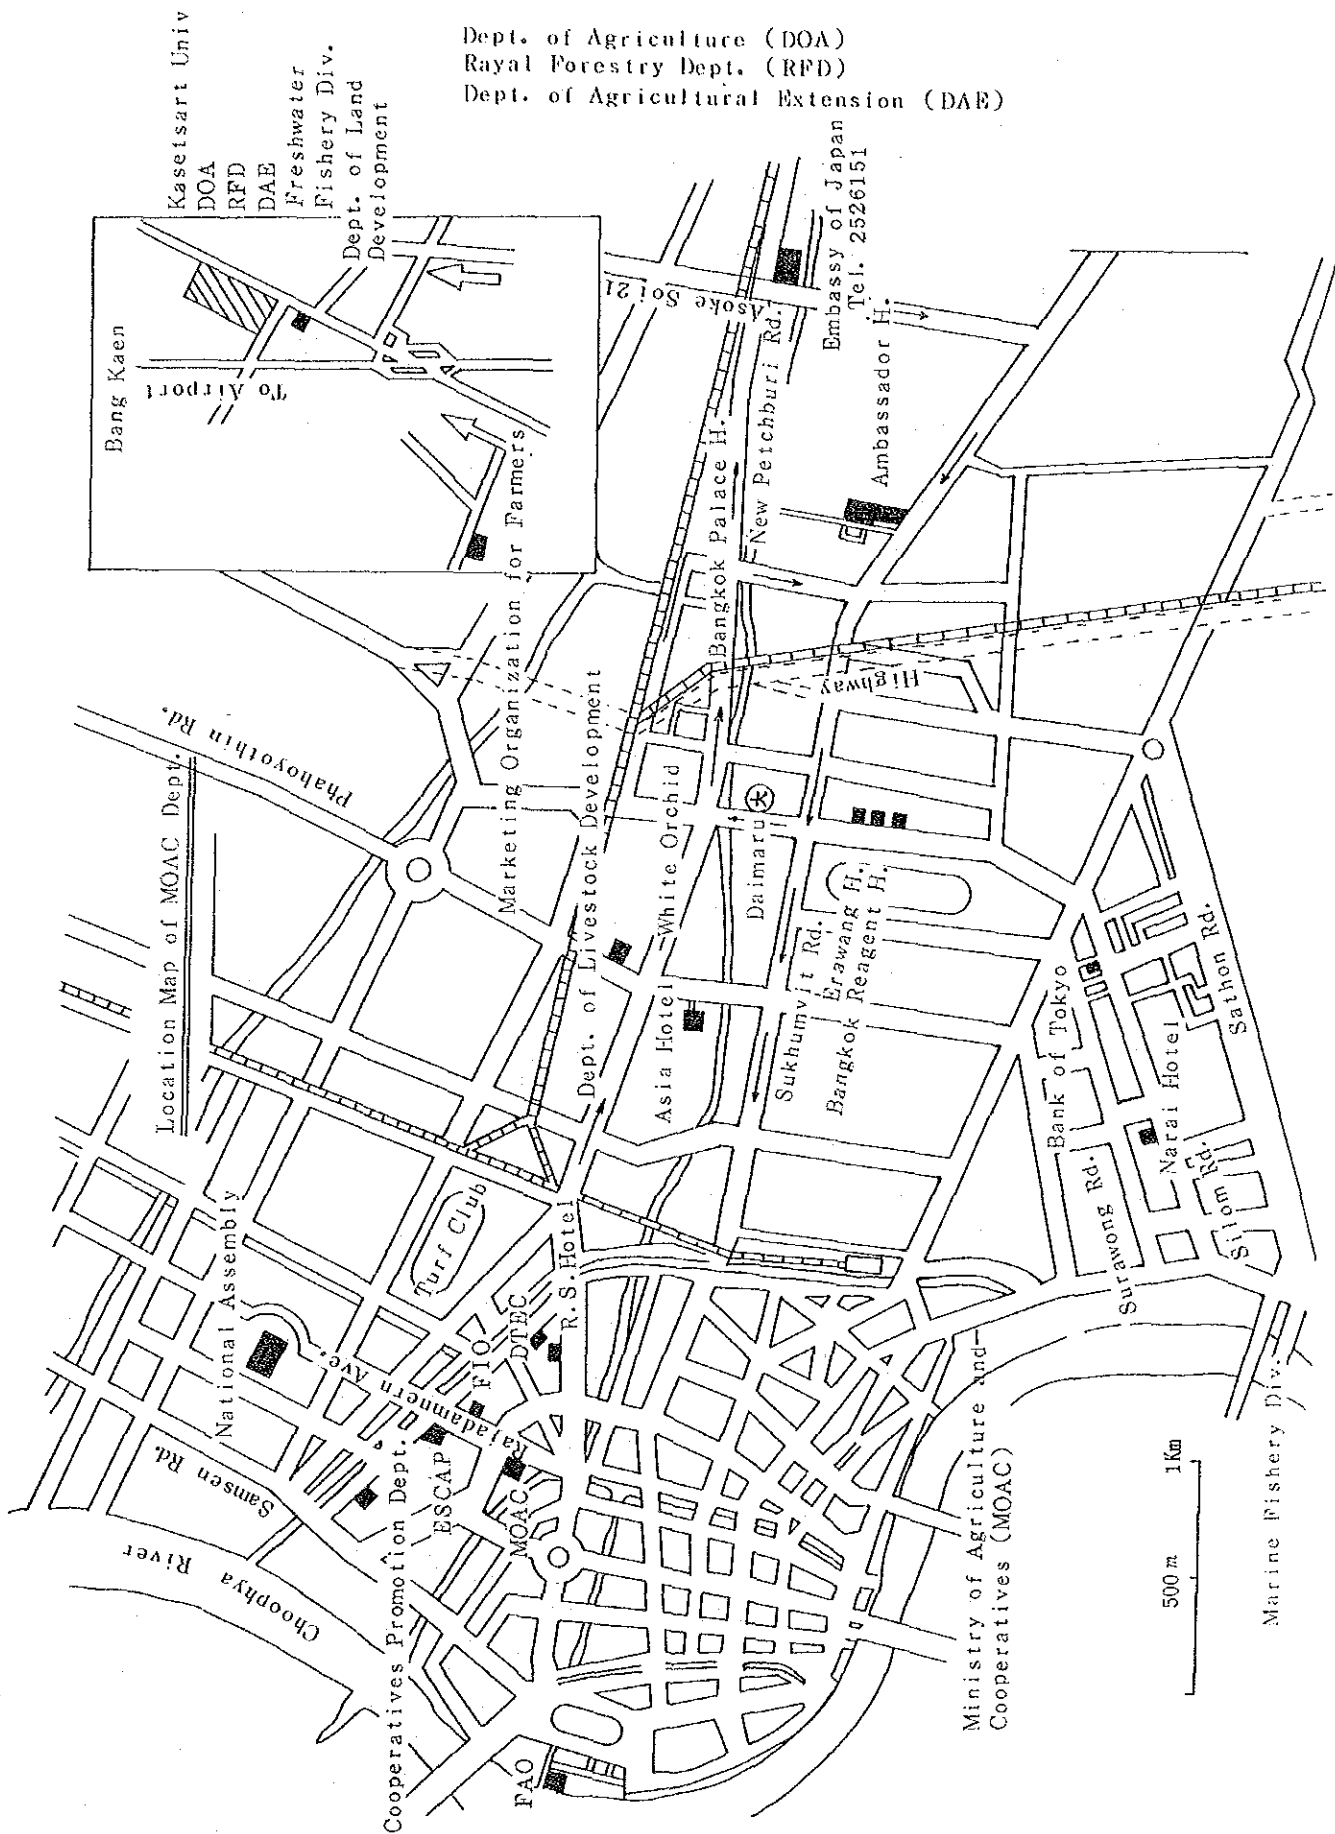 Dept. of Agriculture (DOA)
Rayal Forestry Dept. (RFD)
Dept. of Agricultural Extension (DAE)
Location Map of MOAC Dept.
Bang Kaen
To Airport
Kasetsart Univ
DOA
RFD
DAE
Freshwater
Fishery Div.
Dept. of Land
Development
Marketing Organization for Farmers
Phahoyothin Rd.
Asoke Soi 21
National Assembly
Samsen Rd.
Choophya
River
Turf Club
Rajadamnern Ave.
Cooperatives Promotion Dept.
ESCAP
FIO
DTEC
R.S.Hotel
MOAC
FAO
Dept. of Livestock Development
Asia Hotel
White Orchid
Bangkok Palace H.
New Petchburi Rd.
Embassy of Japan
Tel. 2526151
Ambassador H.
Highway
Daimaru
大
Sukhumvit Rd.
Erawang H.
Bangkok Reagent H.
Bank of Tokyo
Surawong Rd.
Narai Hotel
Silom Rd.
Sathon Rd.
Ministry of Agriculture and
Cooperatives (MOAC)
Marine Fishery Div.
500m
1Km